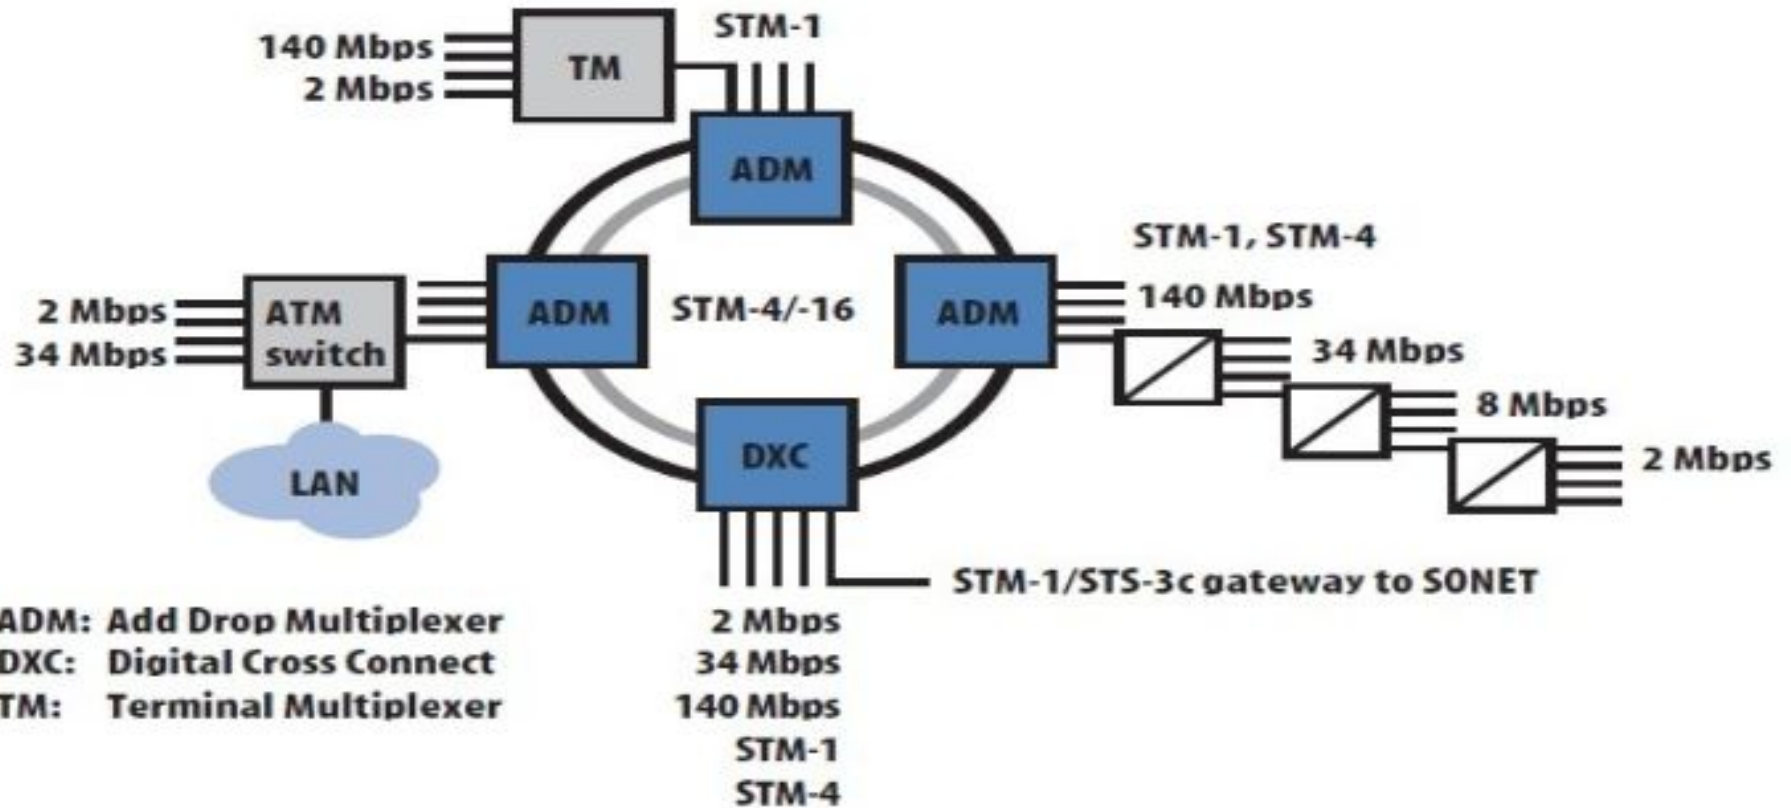 STM-1
140 Mbps
2 Mbps
TM
ADM
STM-1, STM-4
140 Mbps
2 Mbps
34 Mbps
ATM
switch
ADM
STM-4/-16
ADM
34 Mbps
8 Mbps
2 Mbps
LAN
DXC
STM-1/STS-3c gateway to SONET
ADM: Add Drop Multiplexer
DXC: Digital Cross Connect
TM: Terminal Multiplexer
2 Mbps
34 Mbps
140 Mbps
STM-1
STM-4